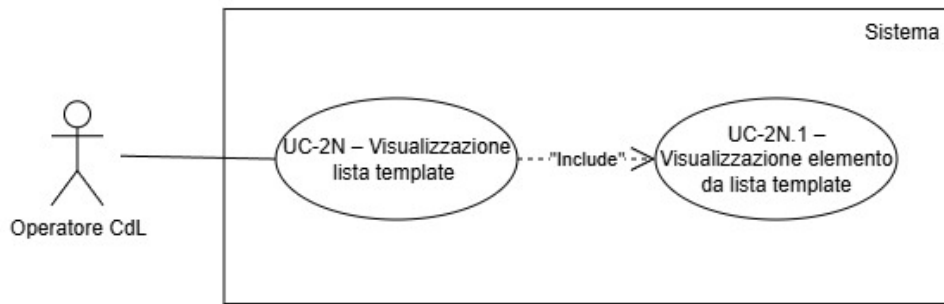 Sistema
UC-2N – Visualizzazione
lista template
"Include"
UC-2N.1 –
Visualizzazione elemento
da lista template
Operatore CdL